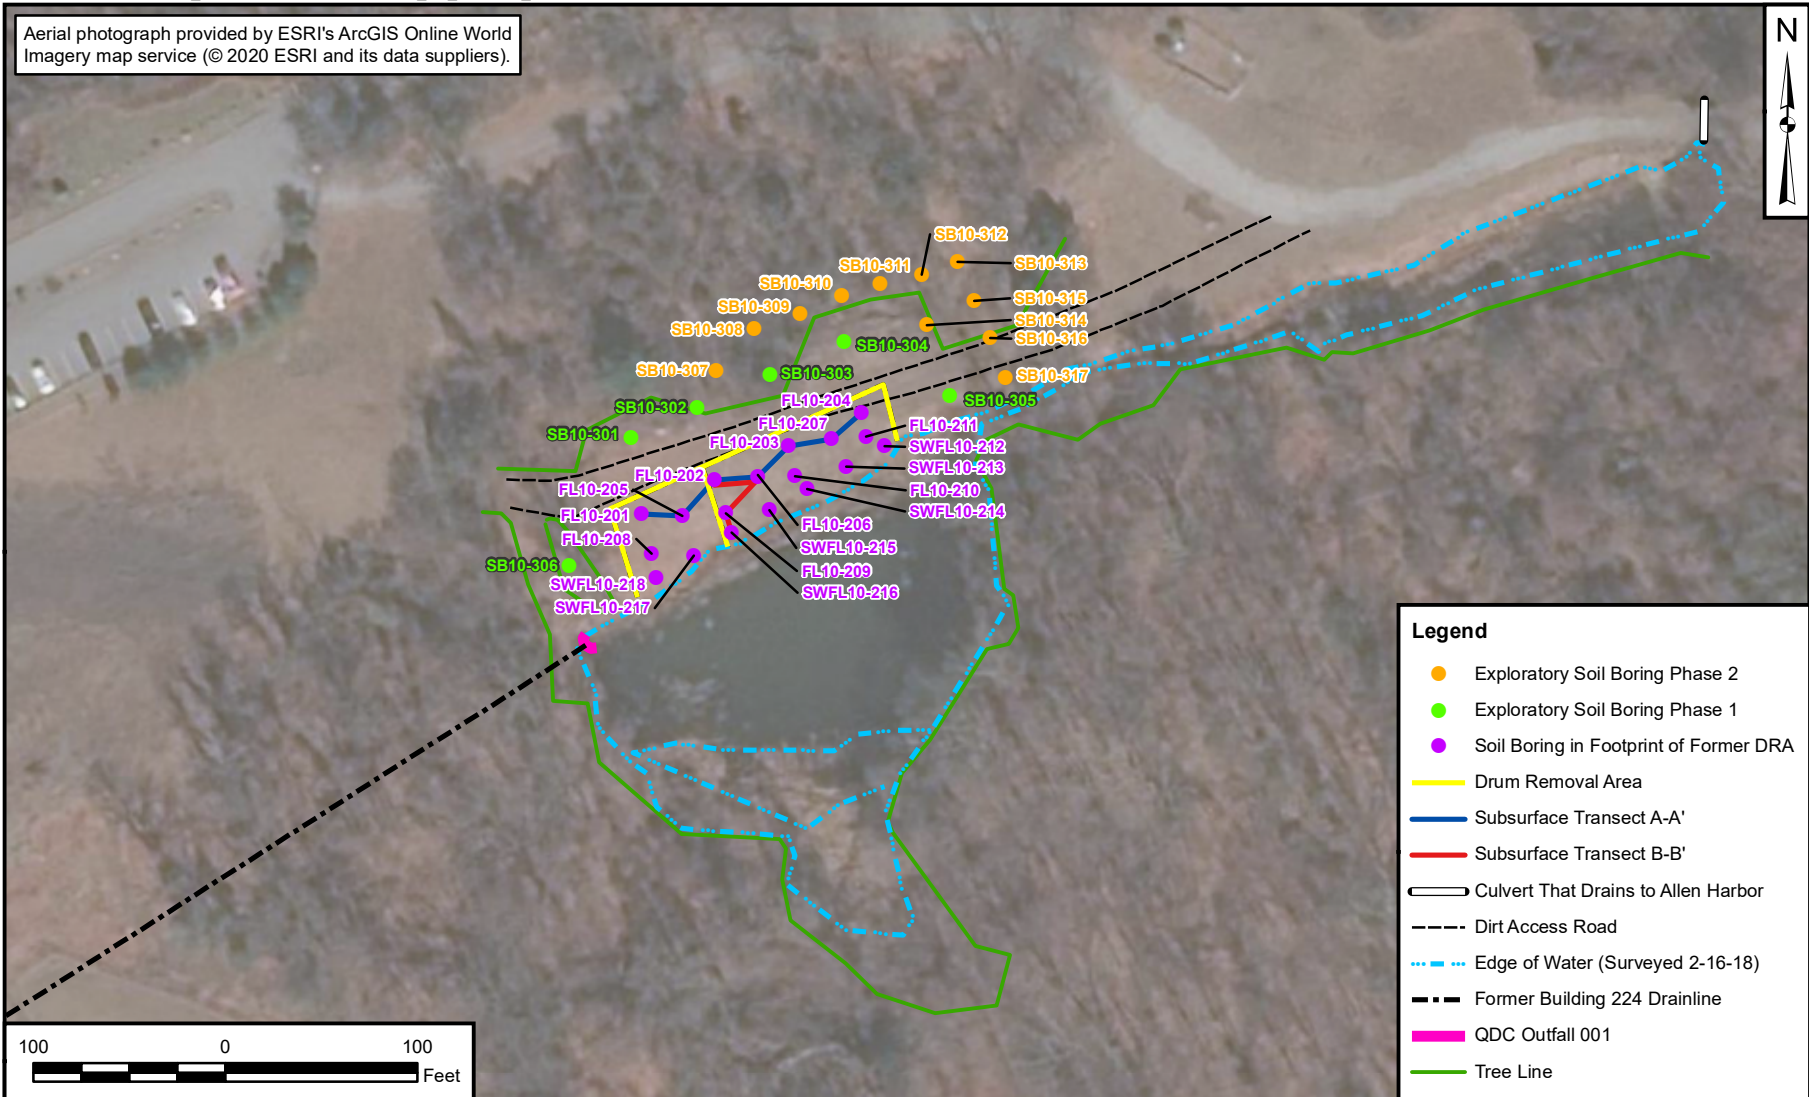 Aerial photograph provided by ESRI's ArcGIS Online World
Imagery map service (© 2020 ESRI and its data suppliers).
N
SB10-312
SB10-311
SB10-313
SB10-310
SB10-315
SB10-309
SB10-314
SB10-308
SB10-316
SB10-304
SB10-307
SB10-303
SB10-317
SB10-302
FL10-204
SB10-305
FL10-207
FL10-211
SB10-301
FL10-203
SWFL10-212
SWFL10-213
FL10-202
FL10-205
FL10-210
FL10-201
SWFL10-214
FL10-206
FL10-208
SWFL10-215
SB10-306
FL10-209
SWFL10-218
SWFL10-216
SWFL10-217
Legend
Exploratory Soil Boring Phase 2
Exploratory Soil Boring Phase 1
Soil Boring in Footprint of Former DRA
Drum Removal Area
Subsurface Transect A-A'
Subsurface Transect B-B'
Culvert That Drains to Allen Harbor
Dirt Access Road
Edge of Water (Surveyed 2-16-18)
Former Building 224 Drainline
QDC Outfall 001
Tree Line
100 0 100
Feet